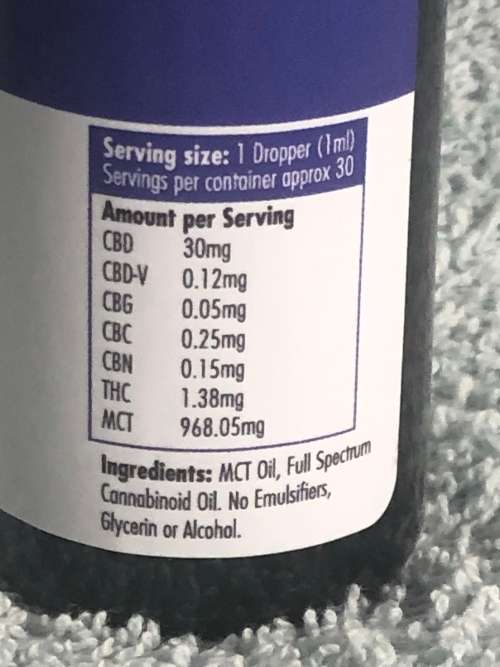 Serving size: 1 Dropper (1ml)
Servings per container approx 30
Amount per Serving
CBD 30mg
CBD-V 0.12mg
CBG 0.05mg
CBC 0.25mg
CBN 0.15mg
THC 1.38mg
MCT 968.05mg
Ingredients: MCT Oil, Full Spectrum
Cannabinoid Oil. No Emulsifiers,
Glycerin or Alcohol.